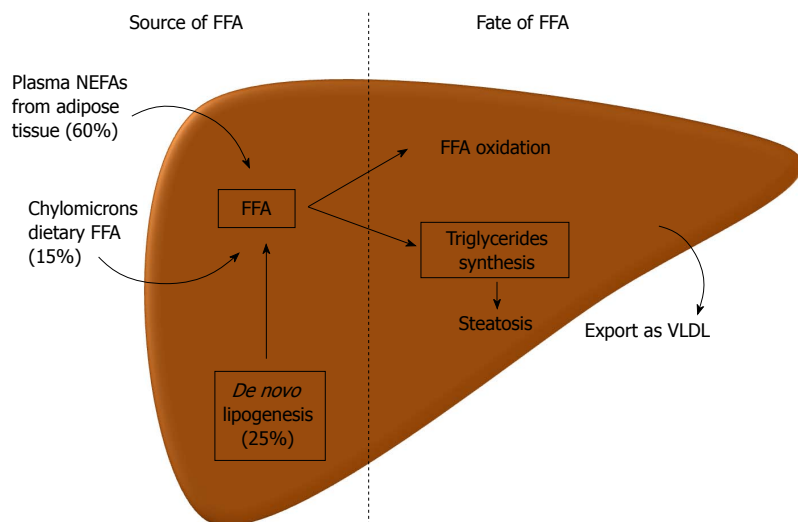 Source of FFA
Fate of FFA
Plasma NEFAs
from adipose
tissue (60%)
Chylomicrons
dietary FFA
(15%)
FFA
De novo
lipogenesis
(25%)
FFA oxidation
Triglycerides
synthesis
Steatosis
Export as VLDL